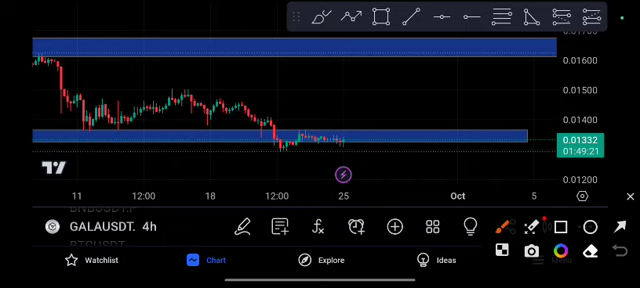 0.01600
0.01500
0.01400
0.01332
01:49:21
0.01200
11
12:00
18
12:00
25
Oct
5
GALAUSDT. 4h
Watchlist
Chart
Explore
Ideas